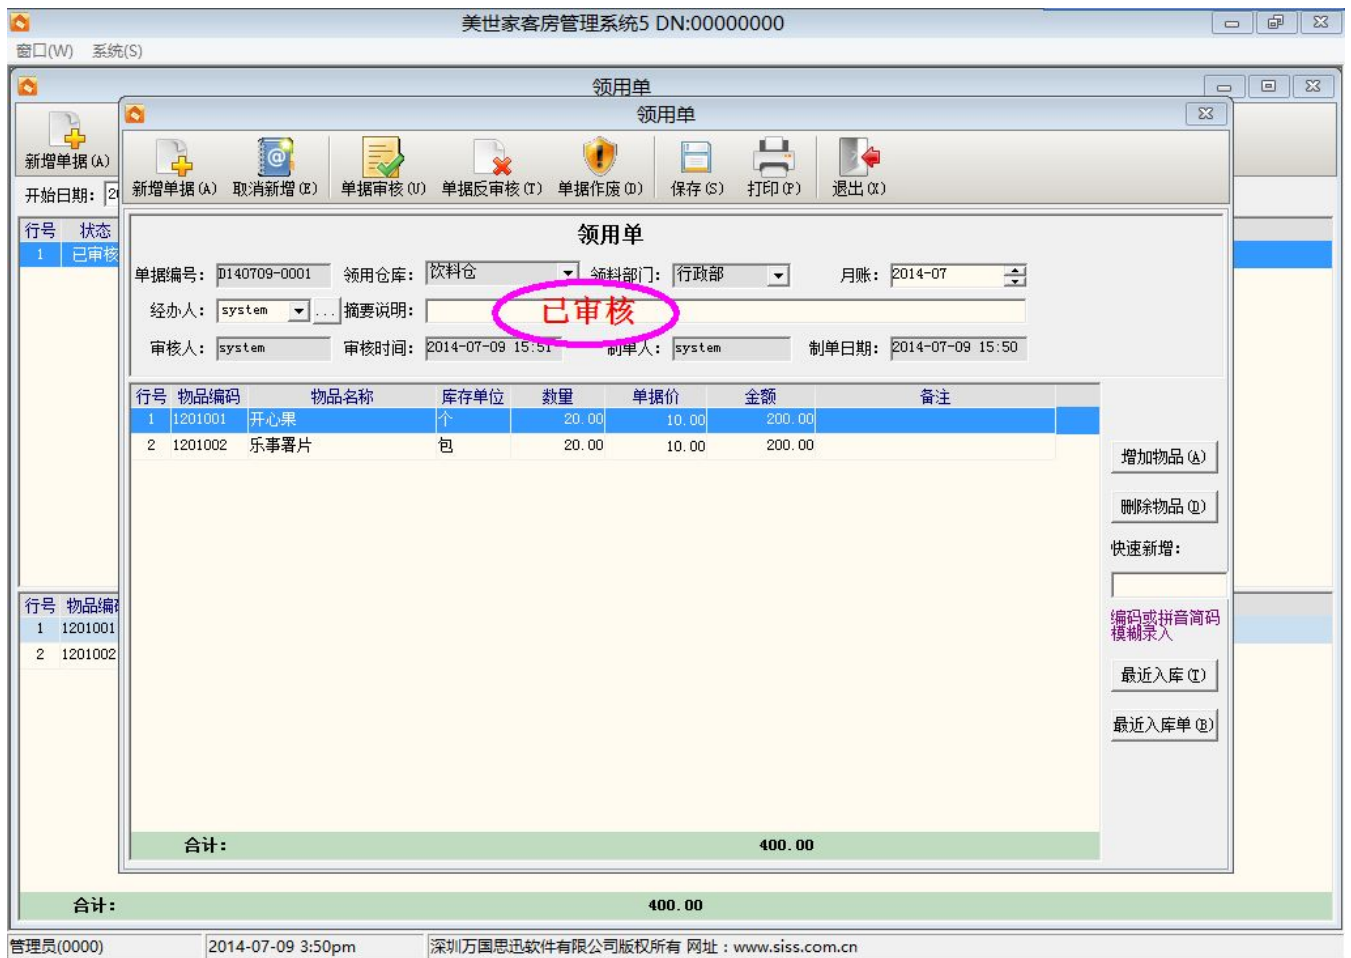 美世家客房管理系统5 DN:00000000
窗口(W) 系统(S)
领用单
领用单
新增单据(A)
新增单据(A) 取消新增(E) 单据审核(U) 单据反审核(T) 单据作废(D) 保存(S) 打印(P) 退出(X)
开始日期: 20
领用单
行号 状态
1 已审核
单据编号: D140709-0001 领用仓库: 饮料仓 领料部门: 行政部 月账: 2014-07
经办人: system ... 摘要说明:
已审核
审核人: system 审核时间: 2014-07-09 15:51 制单人: system 制单日期: 2014-07-09 15:50
行号 物品编码 物品名称 库存单位 数量 单据价 金额 备注
1 1201001 开心果 个 20.00 10.00 200.00
2 1201002 乐事署片 包 20.00 10.00 200.00
增加物品(A)
删除物品(D)
快速新增:
编码或拼音简码
模糊录入
最近入库(T)
最近入库单(B)
行号 物品编码
1 1201001
2 1201002
合计: 400.00
合计: 400.00
管理员(0000) 2014-07-09 3:50pm 深圳万国思迅软件有限公司版权所有 网址：www.siss.com.cn